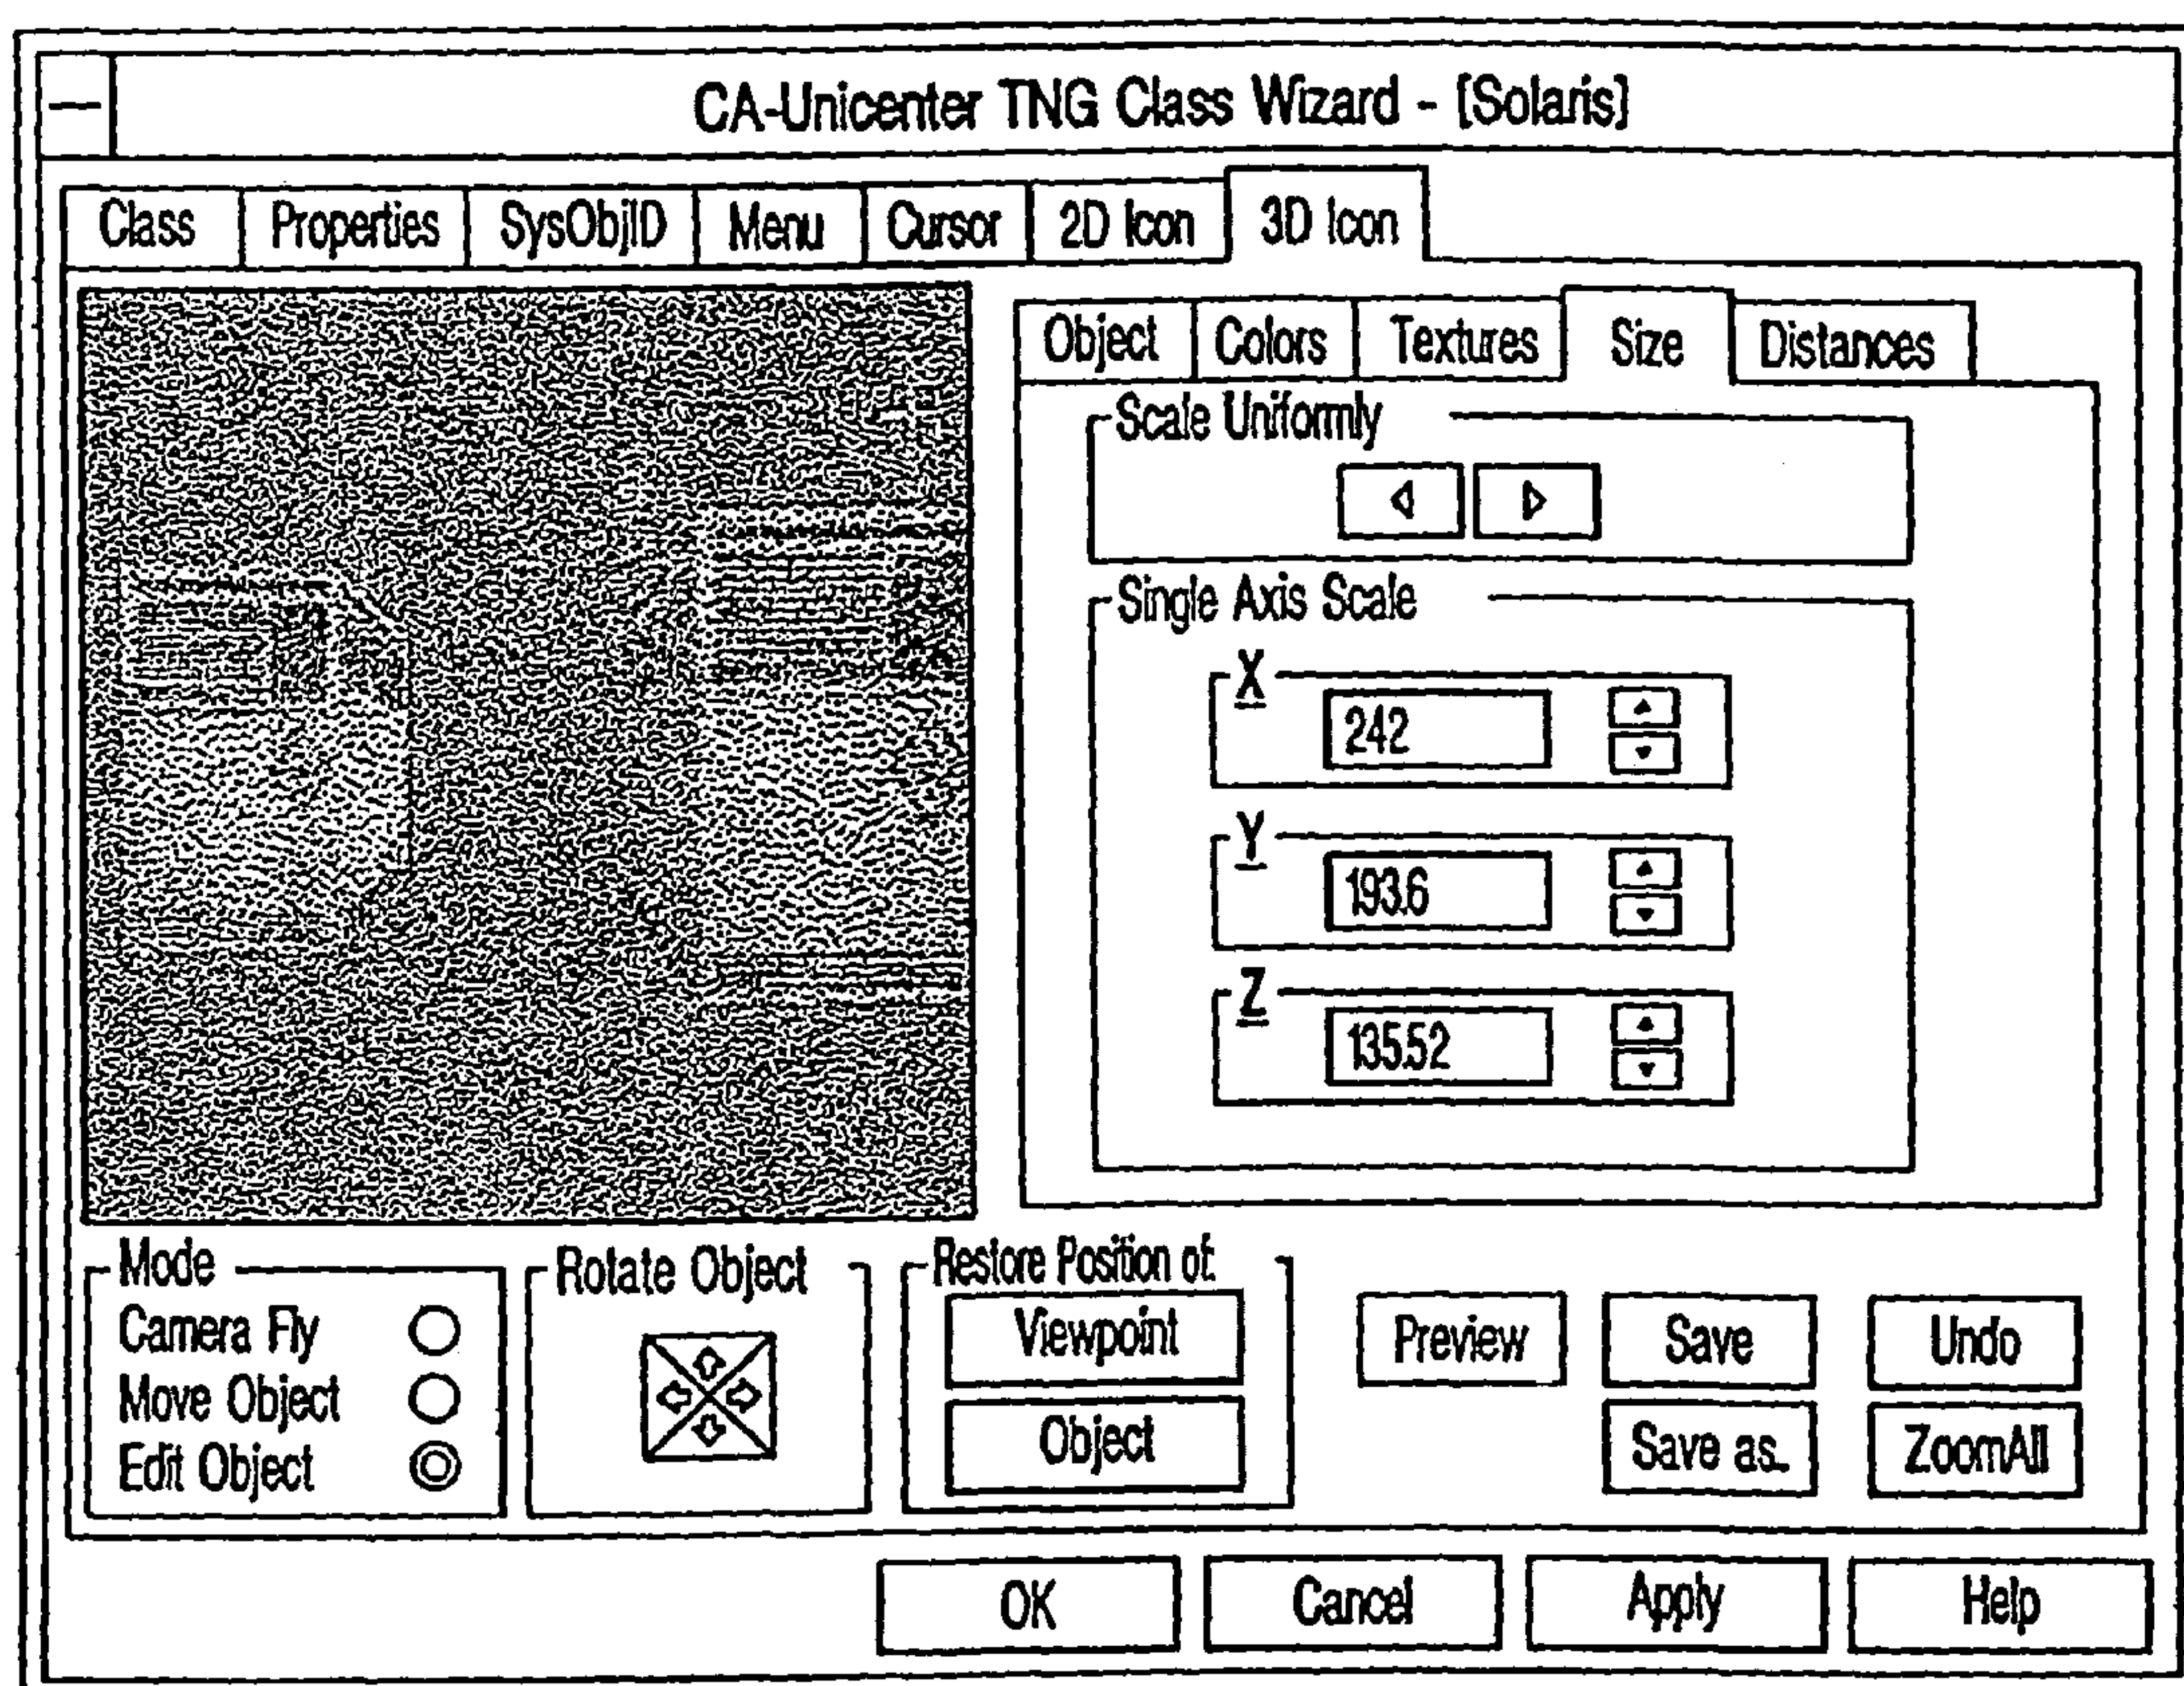 CA-Unicenter TNG Class Wizard - [Solaris]
Class Properties SysObjID Menu Cursor 2D Icon 3D Icon
Object Colors Textures Size Distances
Scale Uniformly
Single Axis Scale
X
242
Y
193.6
Z
135.52
Mode
Camera Fly
Move Object
Edit Object
Rotate Object
Restore Position of:
Viewpoint
Object
Preview Save Undo
Save as.. ZoomAll
OK Cancel Apply Help